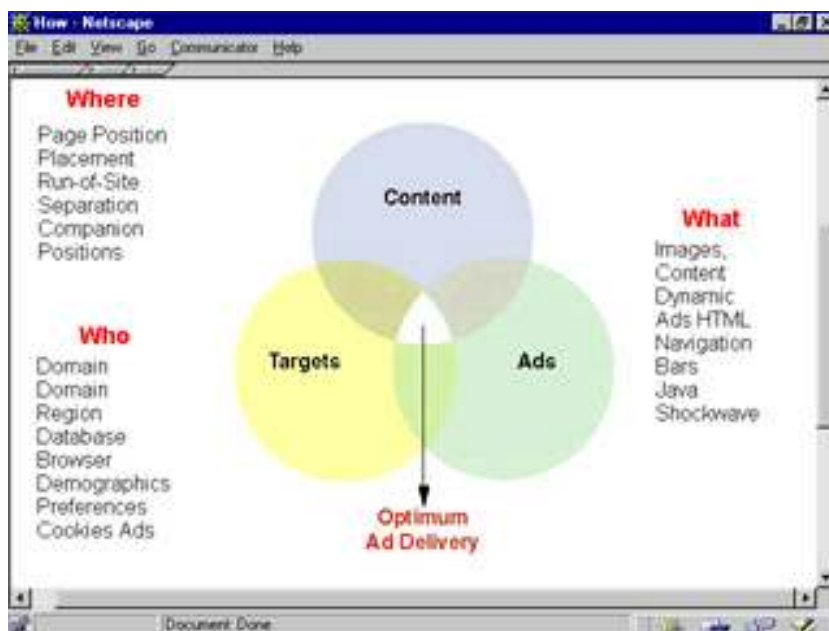 How - Netscape
File Edit View Go Communicator Help
Where
Page Position
Placement
Run-of-Site
Separation
Companion
Positions
Who
Domain
Domain
Region
Database
Browser
Demographics
Preferences
Cookies Ads
Content
Targets
Ads
Optimum
Ad Delivery
What
Images,
Content
Dynamic
Ads HTML
Navigation
Bars
Java
Shockwave
Document: Done